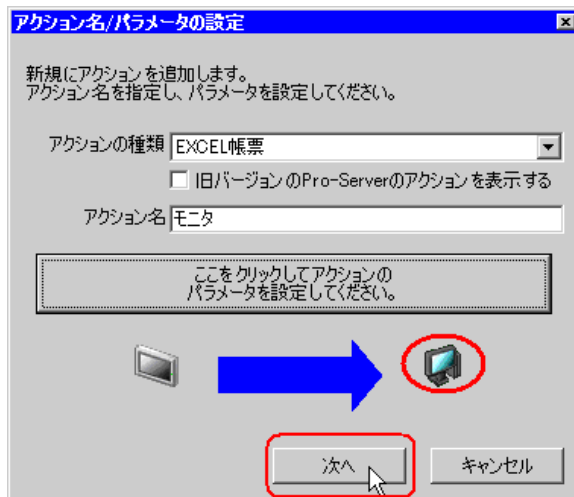 アクション名/パラメータの設定
新規にアクションを追加します。
アクション名を指定し、パラメータを設定してください。
アクションの種類 EXCEL帳票
旧バージョンのPro-Serverのアクションを表示する
アクション名 モニタ
ここをクリックしてアクションの
パラメータを設定してください。
次へ キャンセル